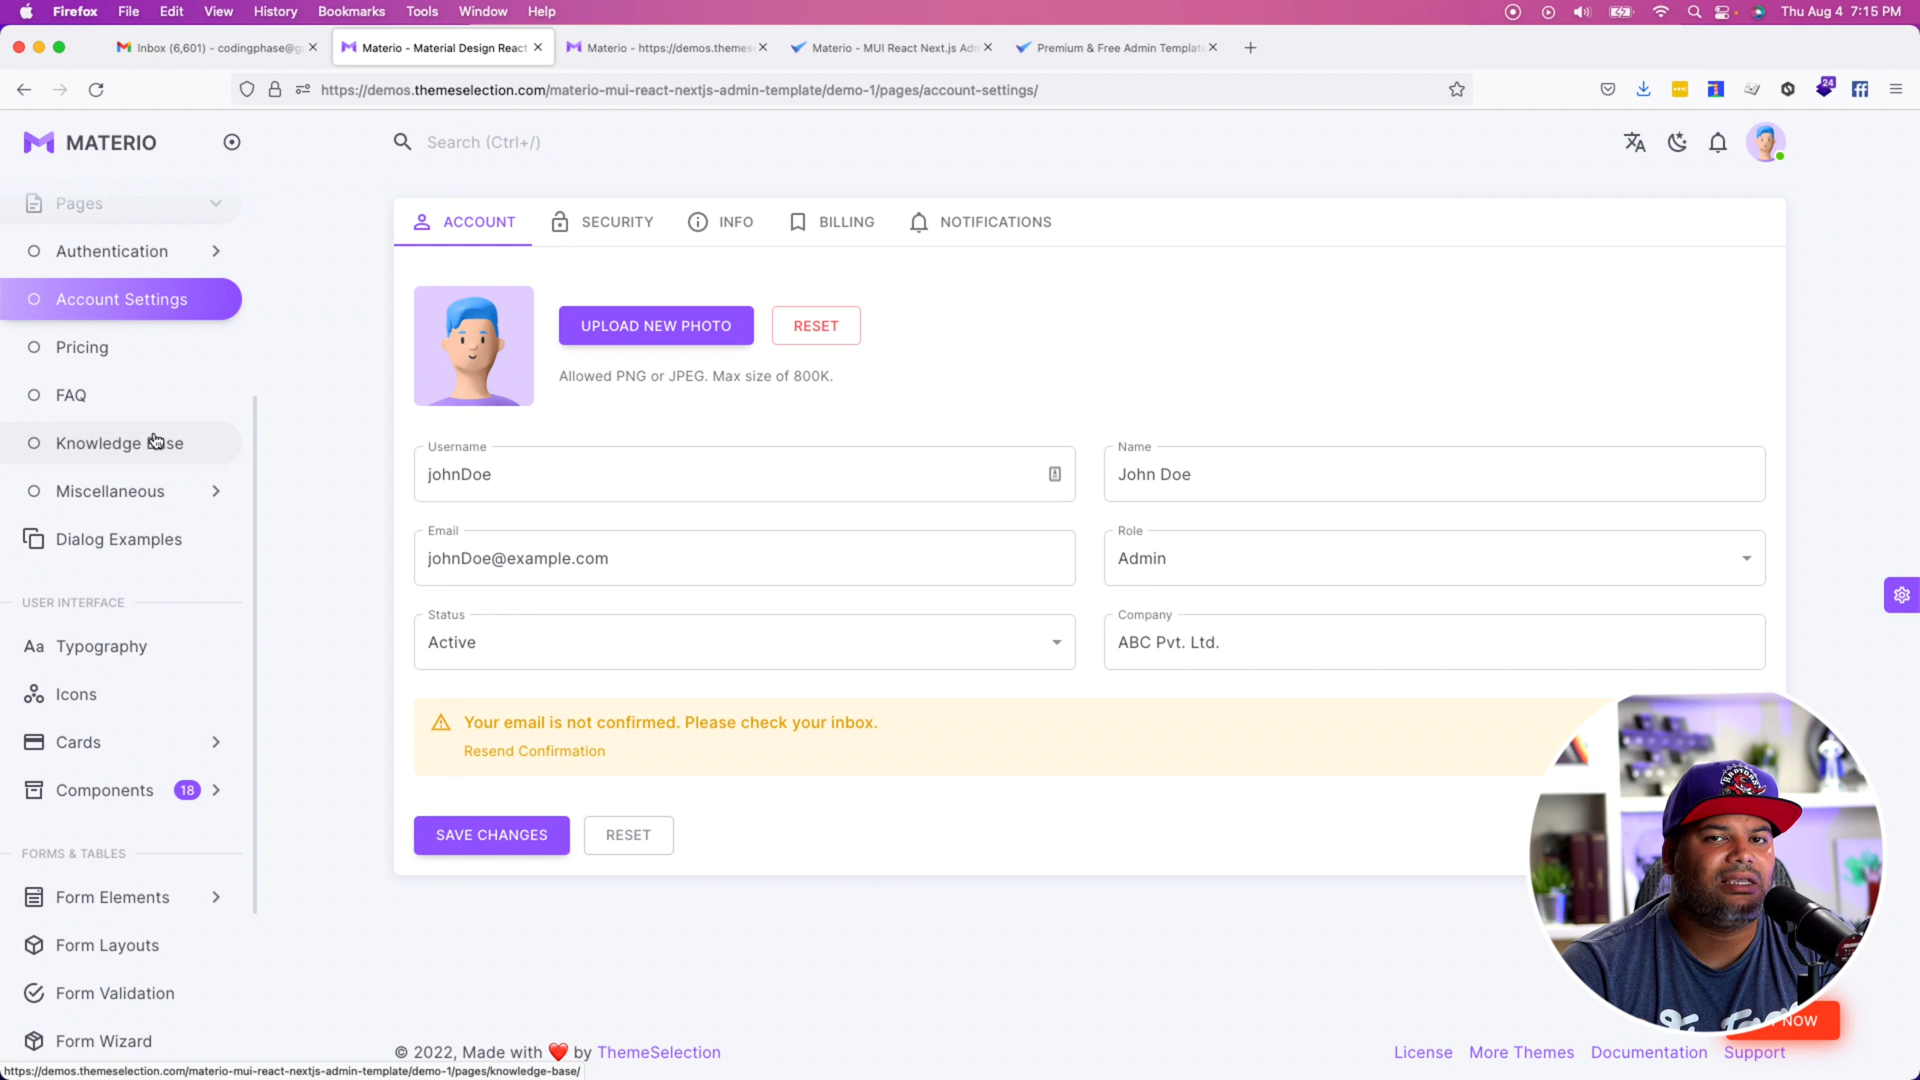 Firefox File Edit View History Bookmarks Tools Window Help Thu Aug 4 7:15 PM
Inbox (6,601) - codingphase@g
Materio - Material Design React
Materio - https://demos.themes
Materio - MUI React Next.js Adm
Premium & Free Admin Template
https://demos.themeselection.com/materio-mui-react-nextjs-admin-template/demo-1/pages/account-settings/
24
MATERIO
Search (Ctrl+/)
Pages
Authentication
Account Settings
Pricing
FAQ
Knowledge Base
Miscellaneous
Dialog Examples
USER INTERFACE
Aa Typography
Icons
Cards
Components 18
FORMS & TABLES
Form Elements
Form Layouts
Form Validation
Form Wizard
ACCOUNT SECURITY INFO BILLING NOTIFICATIONS
UPLOAD NEW PHOTO RESET
Allowed PNG or JPEG. Max size of 800K.
Username
johnDoe
Name
John Doe
Email
johnDoe@example.com
Role
Admin
Status
Active
Company
ABC Pvt. Ltd.
Your email is not confirmed. Please check your inbox.
Resend Confirmation
SAVE CHANGES RESET
RAPTORS
NOW
© 2022, Made with ❤️ by ThemeSelection
License More Themes Documentation Support
https://demos.themeselection.com/materio-mui-react-nextjs-admin-template/demo-1/pages/knowledge-base/